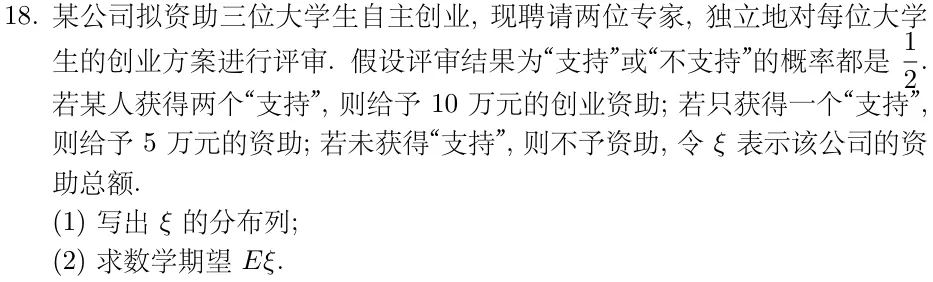 18. 某公司拟资助三位大学生自主创业, 现聘请两位专家, 独立地对每位大学
生的创业方案进行评审. 假设评审结果为“支持”或“不支持”的概率都是 1/2.
若某人获得两个“支持”, 则给予 10 万元的创业资助; 若只获得一个“支持”,
则给予 5 万元的资助; 若未获得“支持”, 则不予资助, 令 ξ 表示该公司的资
助总额.
(1) 写出 ξ 的分布列;
(2) 求数学期望 Eξ.